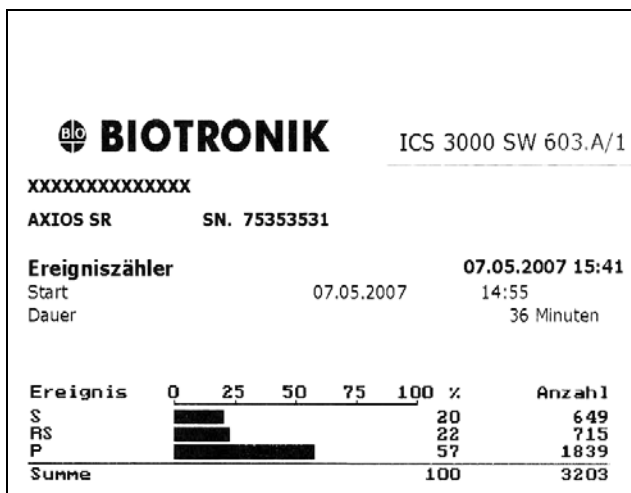 BIO BIOTRONIK ICS 3000 SW 603.A/1
XXXXXXXXXXXXXX
AXIOS SR SN. 75353531
Ereigniszähler 07.05.2007 15:41
Start 07.05.2007 14:55
Dauer 36 Minuten
Ereignis 0 25 50 75 100 % Anzahl
S 20 649
RS 22 715
P 57 1839
Summe 100 3203